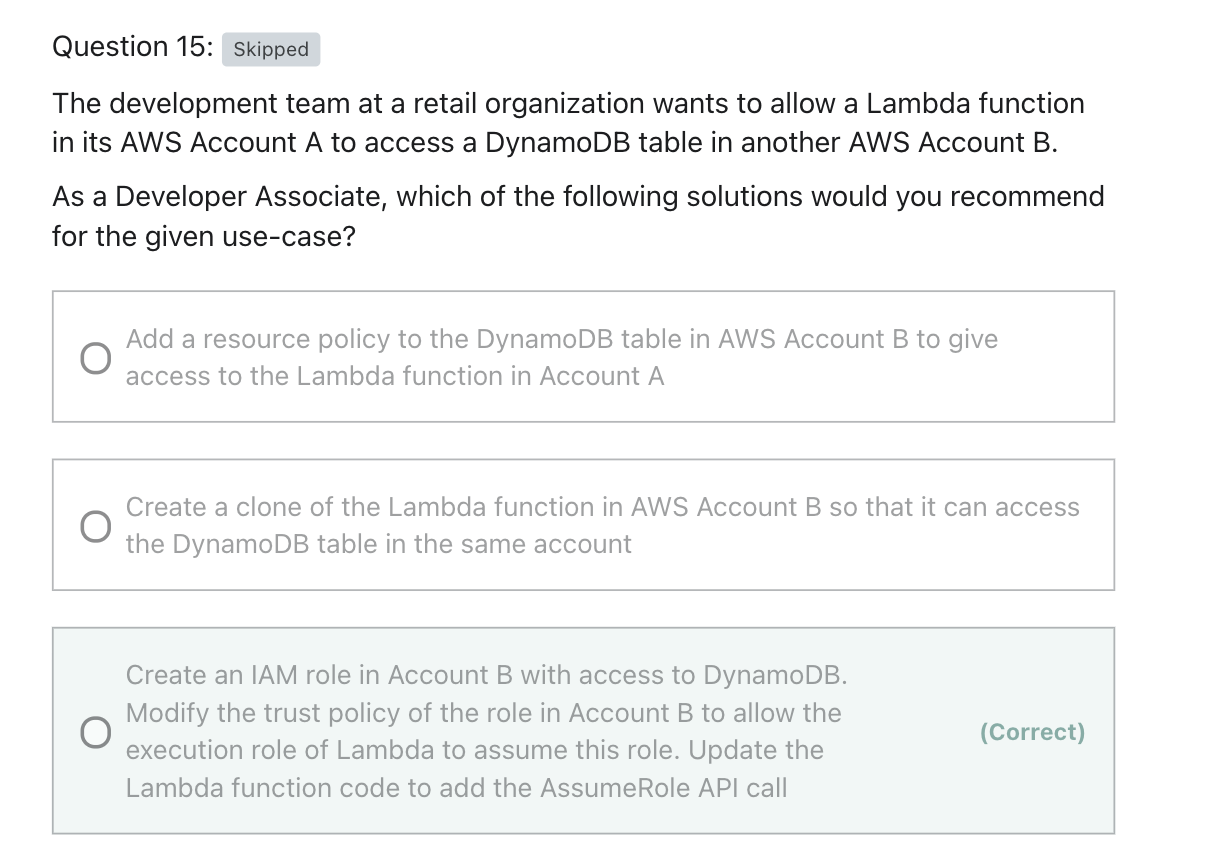 Question 15: Skipped
The development team at a retail organization wants to allow a Lambda function
in its AWS Account A to access a DynamoDB table in another AWS Account B.
As a Developer Associate, which of the following solutions would you recommend
for the given use-case?
Add a resource policy to the DynamoDB table in AWS Account B to give
access to the Lambda function in Account A
Create a clone of the Lambda function in AWS Account B so that it can access
the DynamoDB table in the same account
Create an IAM role in Account B with access to DynamoDB.
Modify the trust policy of the role in Account B to allow the
execution role of Lambda to assume this role. Update the
Lambda function code to add the AssumeRole API call
(Correct)